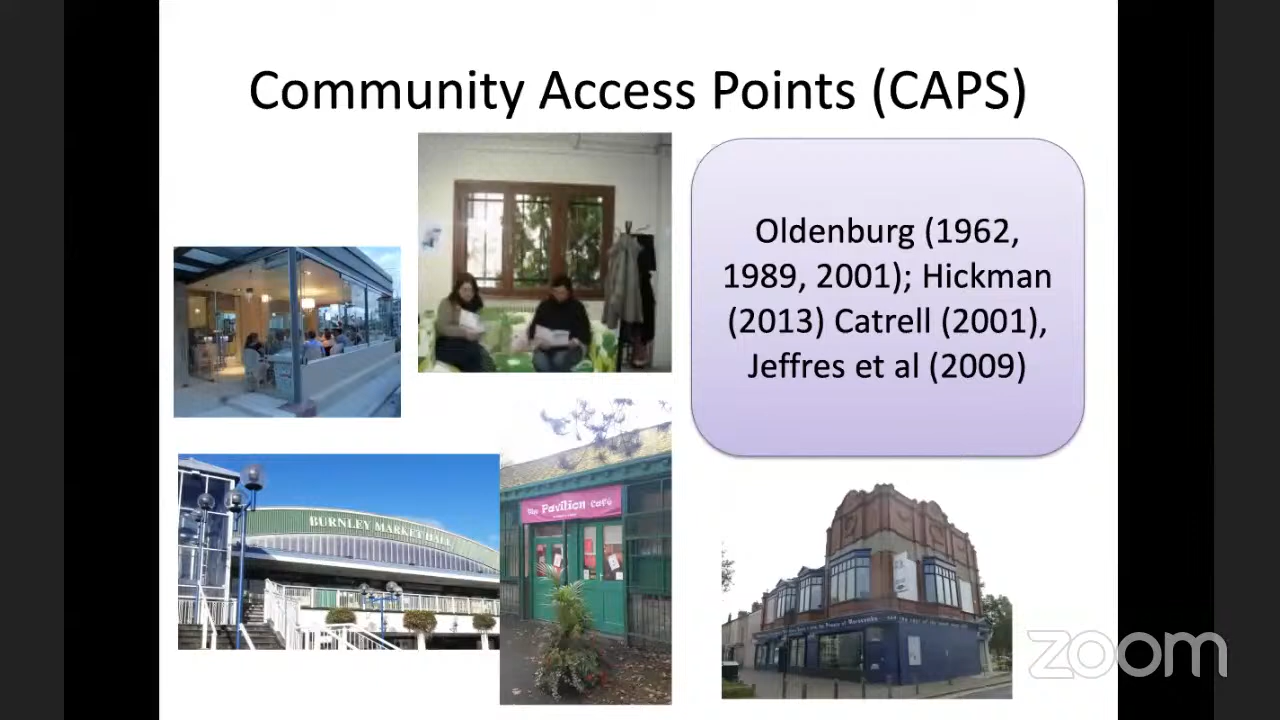 Community Access Points (CAPS)
Oldenburg (1962,
1989, 2001); Hickman
(2013) Catrell (2001),
Jeffres et al (2009)
BURNLEY MARKET HALL
The Pavilion Café
zoom